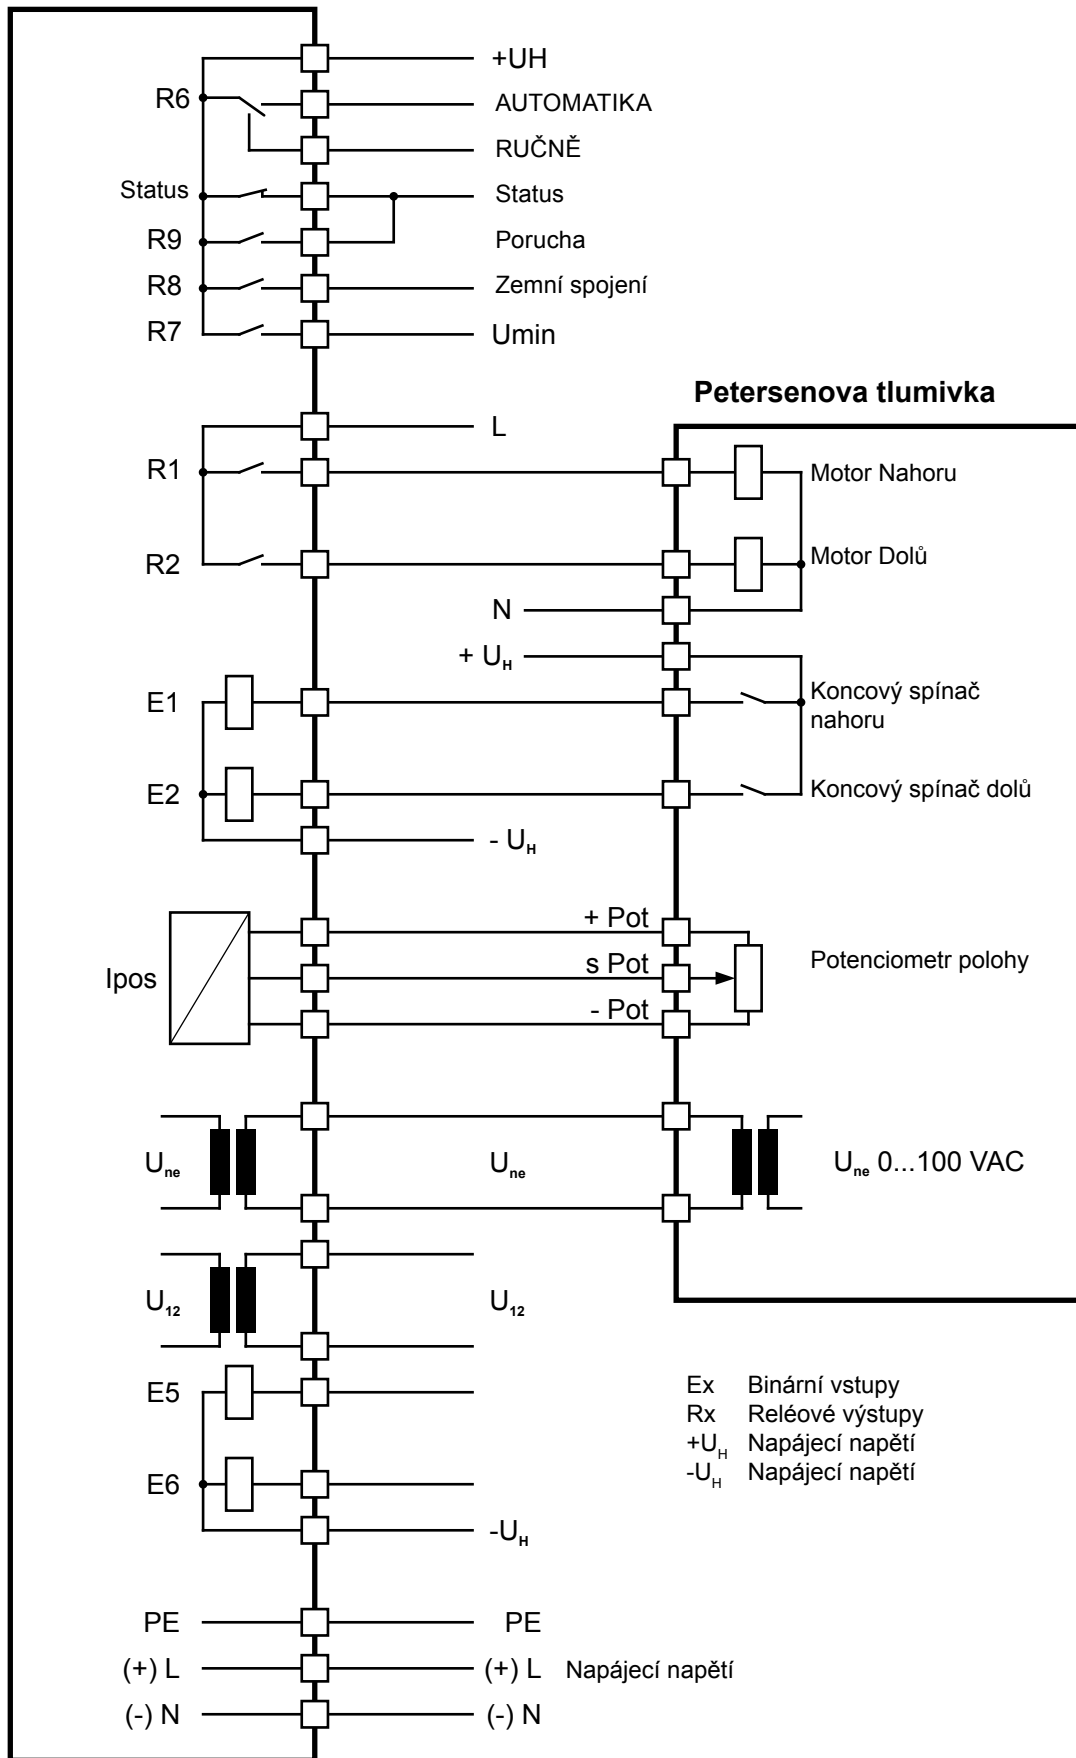 +UH
R6
AUTOMATIKA
RUČNĚ
Status
Status
R9
Porucha
R8
Zemní spojení
R7
Umin
Petersenova tlumivka
L
R1
Motor Nahoru
R2
Motor Dolů
N
+ UH
E1
Koncový spínač
nahoru
E2
Koncový spínač dolů
- UH
+ Pot
Ipos
s Pot
Potenciometr polohy
- Pot
Une
Une
Une 0...100 VAC
U12
U12
E5
Ex Binární vstupy
Rx Reléové výstupy
+UH Napájecí napětí
-UH Napájecí napětí
E6
-UH
PE
PE
(+) L
(+) L Napájecí napětí
(-) N
(-) N